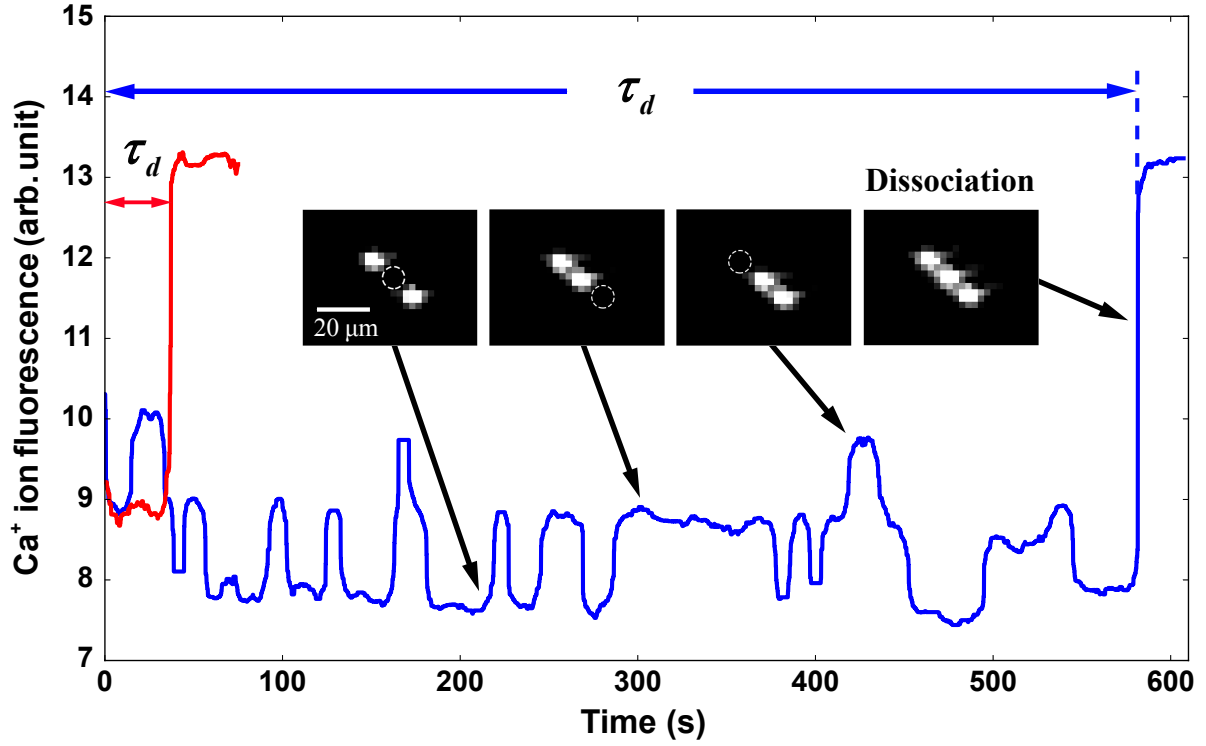 15
14
13
12
11
10
9
8
7
Ca⁺ ion fluorescence (arb. unit)
τd
τd
Dissociation
20 μm
0
100
200
300
400
500
600
Time (s)